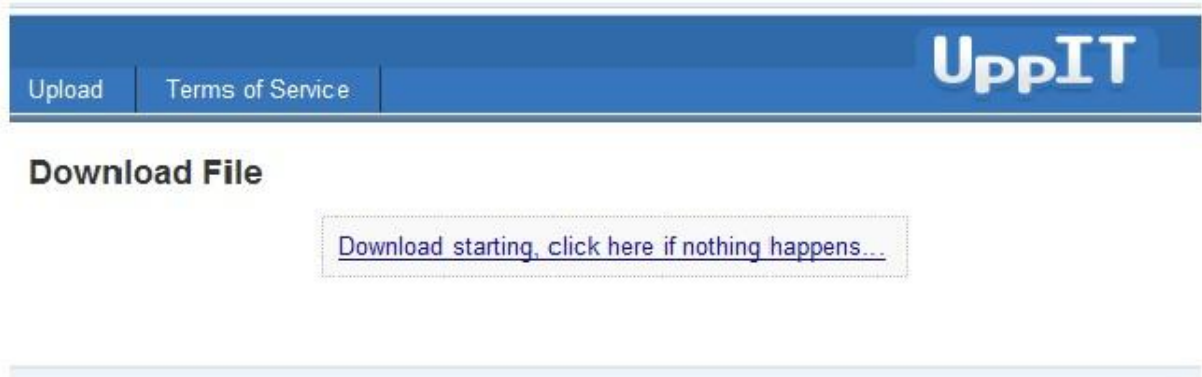 UppIT
Upload
Terms of Service
Download File
Download starting, click here if nothing happens...